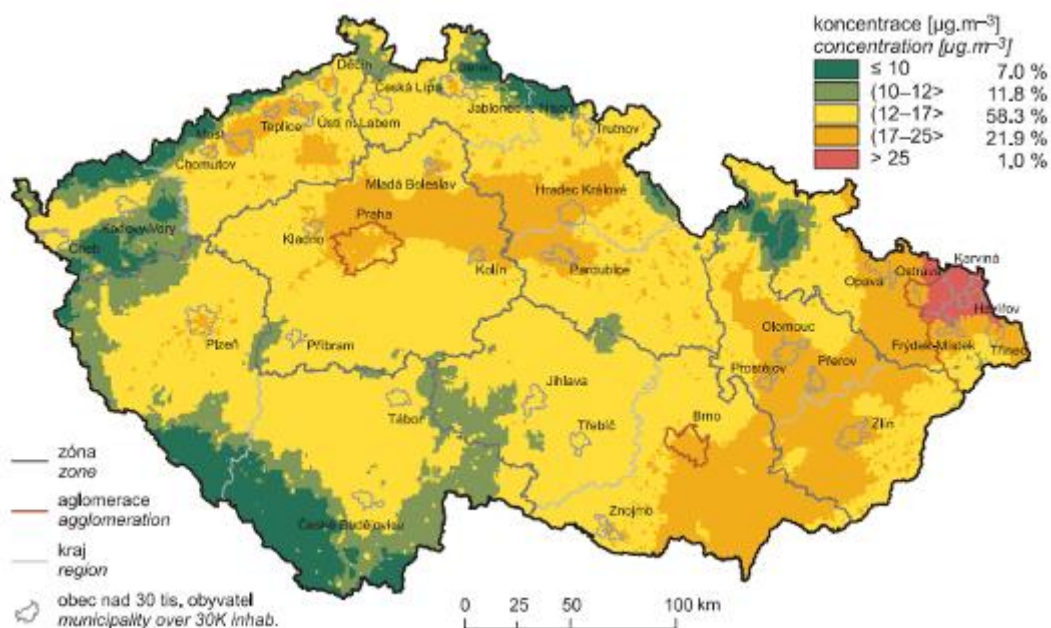 koncentrace [µg.m⁻³]
concentration [µg.m⁻³]
≤ 10 7.0 %
(10–12> 11.8 %
(12–17> 58.3 %
(17–25> 21.9 %
> 25 1.0 %
Děčín
Liberec
Česká Lípa
Jablonec n. Nisou
Ústí n. Labem
Teplice
Most
Trutnov
Chomutov
Mladá Boleslav
Hradec Králové
Karlovy Vary
Praha
Cheb
Kladno
Kolín
Pardubice
Karviná
Ostrava
Opava
Havířov
Plzeň
Příbram
Olomouc
Frýdek-Místek
Třinec
Přerov
Prostějov
Jihlava
Tábor
Brno
Třebíč
Zlín
Znojmo
České Budějovice
zóna
zone
aglomerace
agglomeration
kraj
region
obec nad 30 tis, obyvatel
municipality over 30K inhab.
0 25 50 100 km